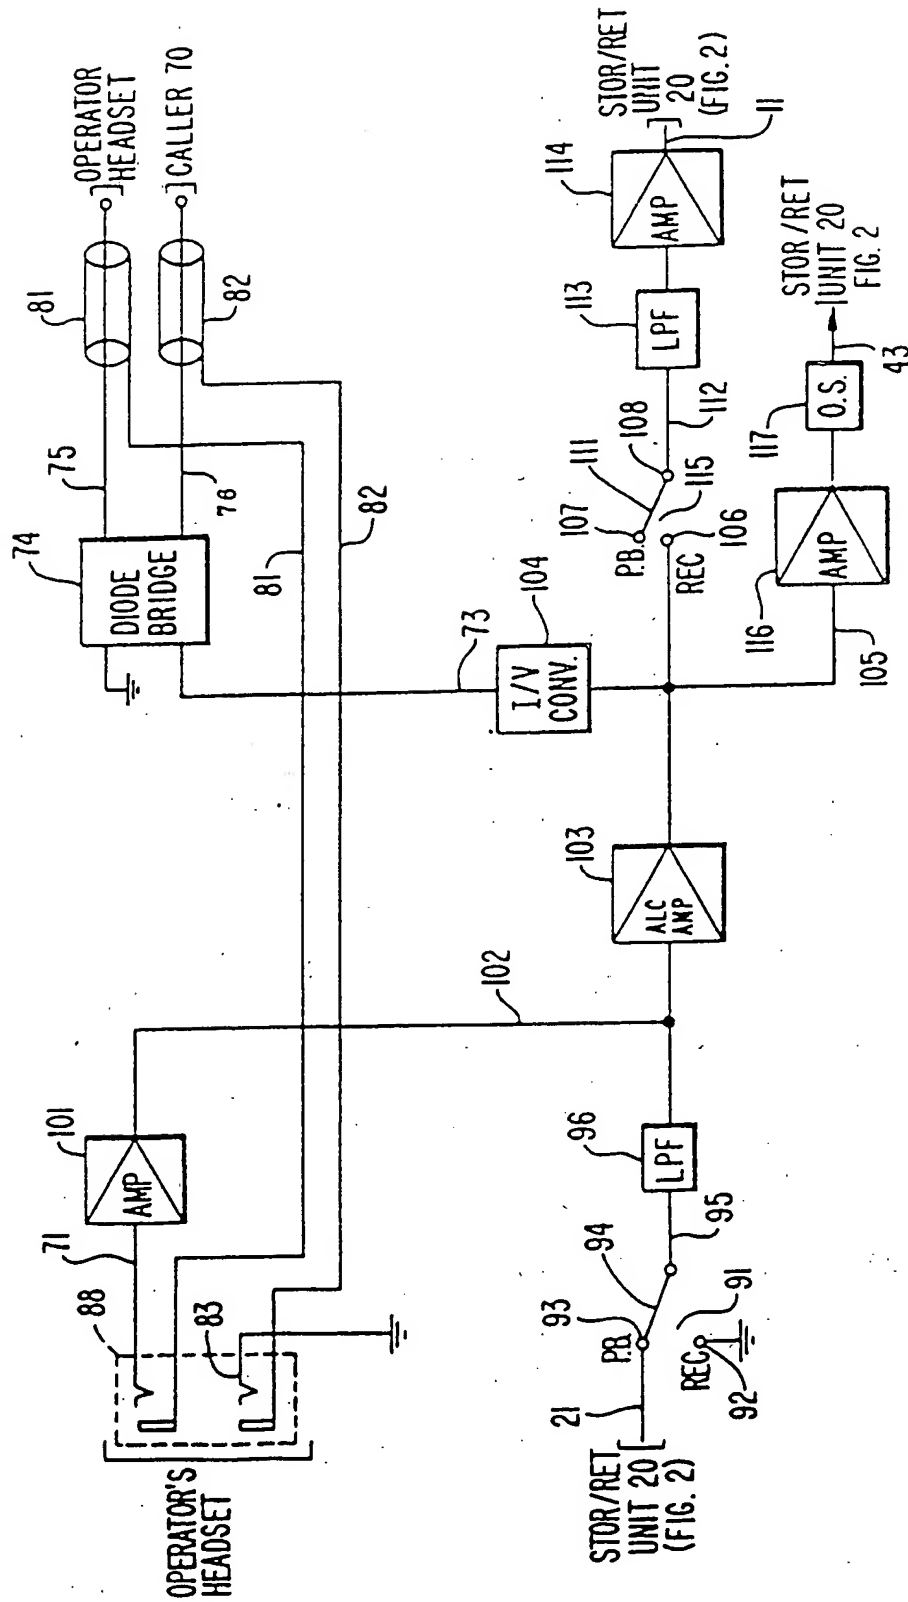 OPERATOR
HEADSET
CALLER 70
81
82
75
76
74
DIODE
BRIDGE
81
82
73
104
I/V
CONV.
STOR/RET
UNIT
20
(FIG. 2)
11
114
AMP
113
LPF
112
108
111
115
107
P.B.
106
REC
STOR/RET
UNIT 20
FIG. 2
43
117
O.S.
116
AMP
105
103
ALC
AMP
102
101
AMP
71
88
83
OPERATOR'S
HEADSET
96
LPF
95
94
93
P.B.
91
REC
92
21
STOR/RET
UNIT 20
(FIG. 2)